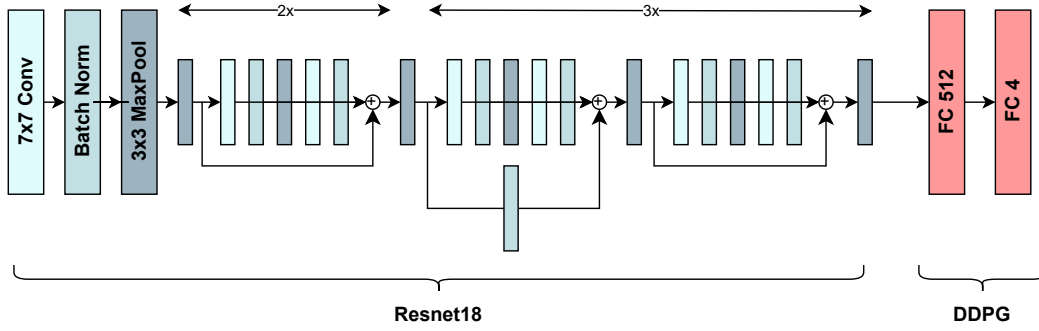 2x
3x
7x7 Conv
Batch Norm
3x3 MaxPool
FC 512
FC 4
Resnet18
DDPG